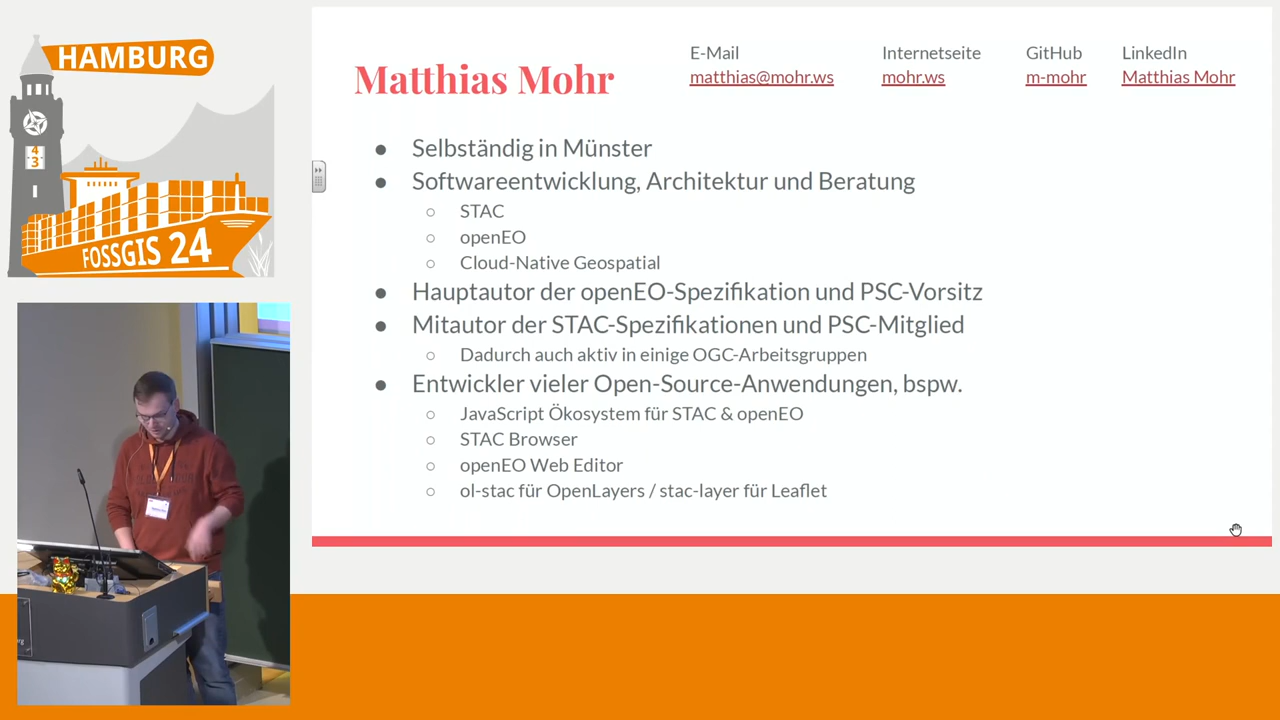 HAMBURG
4
3
FOSSGIS 24
Matthias Mohr
E-Mail
matthias@mohr.ws
Internetseite
mohr.ws
GitHub
m-mohr
LinkedIn
Matthias Mohr
● Selbständig in Münster
● Softwareentwicklung, Architektur und Beratung
○ STAC
○ openEO
○ Cloud-Native Geospatial
● Hauptautor der openEO-Spezifikation und PSC-Vorsitz
● Mitautor der STAC-Spezifikationen und PSC-Mitglied
○ Dadurch auch aktiv in einige OGC-Arbeitsgruppen
● Entwickler vieler Open-Source-Anwendungen, bspw.
○ JavaScript Ökosystem für STAC & openEO
○ STAC Browser
○ openEO Web Editor
○ ol-stac für OpenLayers / stac-layer für Leaflet